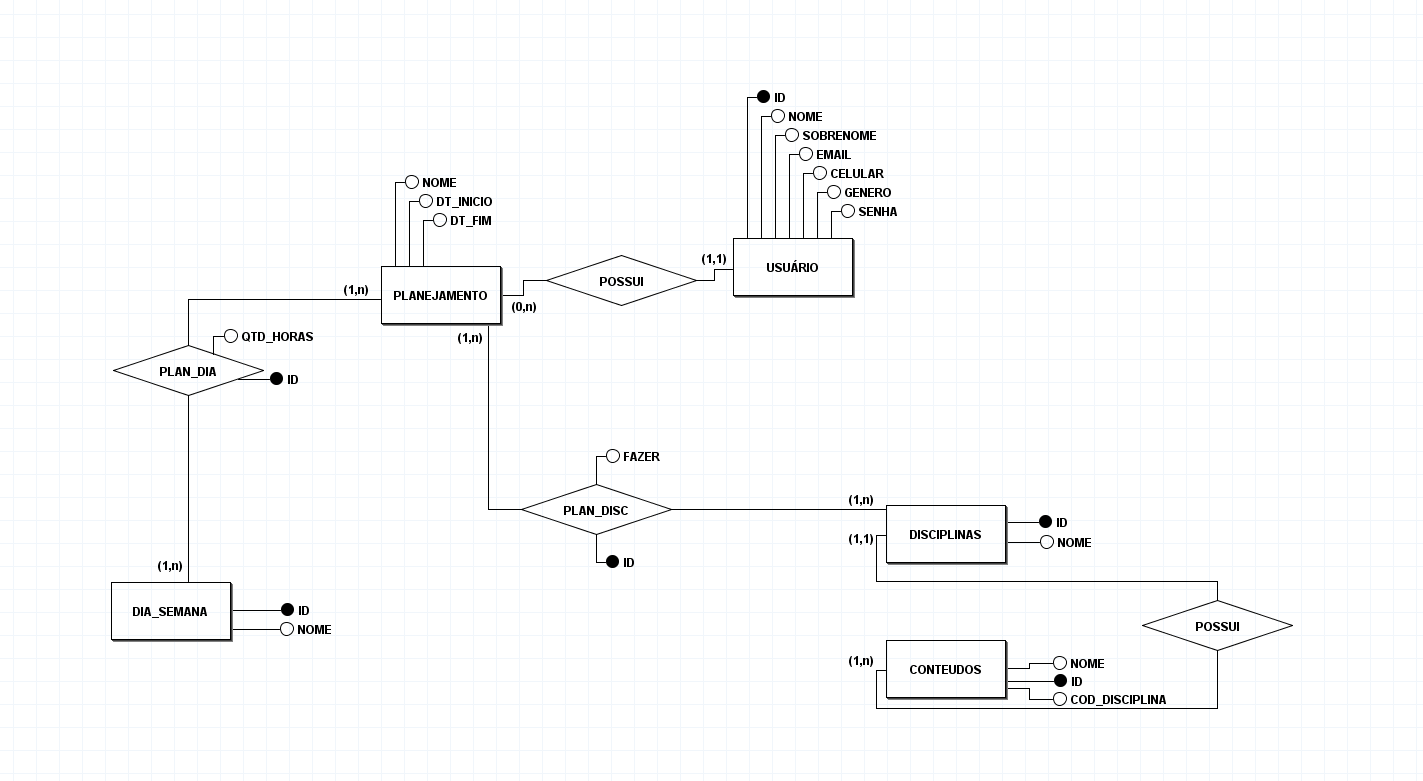 ID
NOME
SOBRENOME
EMAIL
CELULAR
GENERO
SENHA
USUÁRIO
(1,1)
POSSUI
NOME
DT_INICIO
DT_FIM
PLANEJAMENTO
(0,n)
(1,n)
(1,n)
QTD_HORAS
PLAN_DIA
ID
(1,n)
DIA_SEMANA
ID
NOME
FAZER
PLAN_DISC
ID
(1,n)
DISCIPLINAS
ID
NOME
(1,1)
POSSUI
(1,n)
CONTEUDOS
NOME
ID
COD_DISCIPLINA